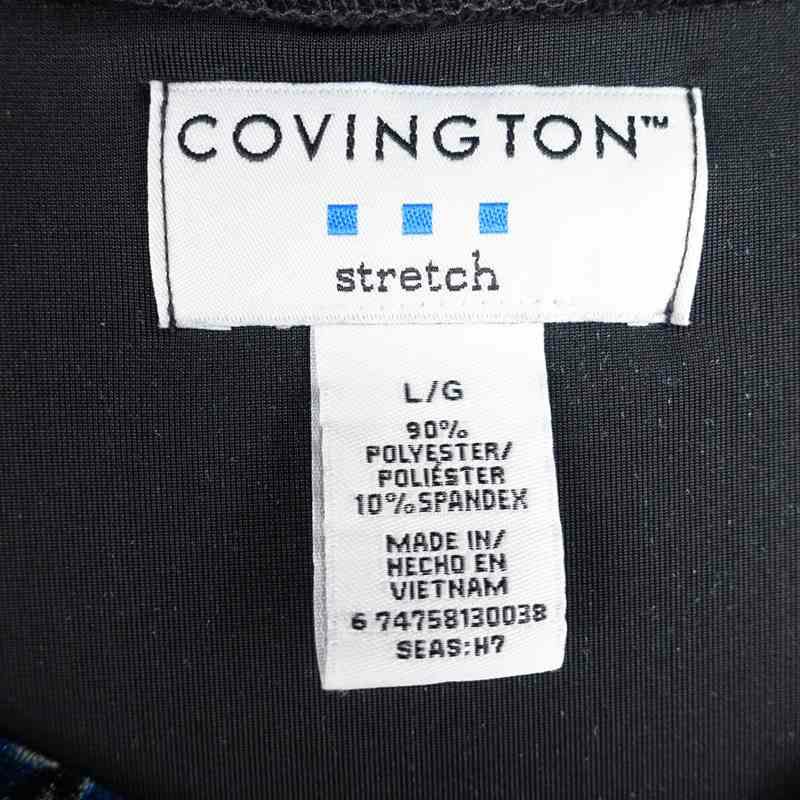 COVINGTON™
stretch
L/G
90%
POLYESTER/
POLIÉSTER
10% SPANDEX
MADE IN/
HECHO EN
VIETNAM
6 74758130038
SEAS:H7